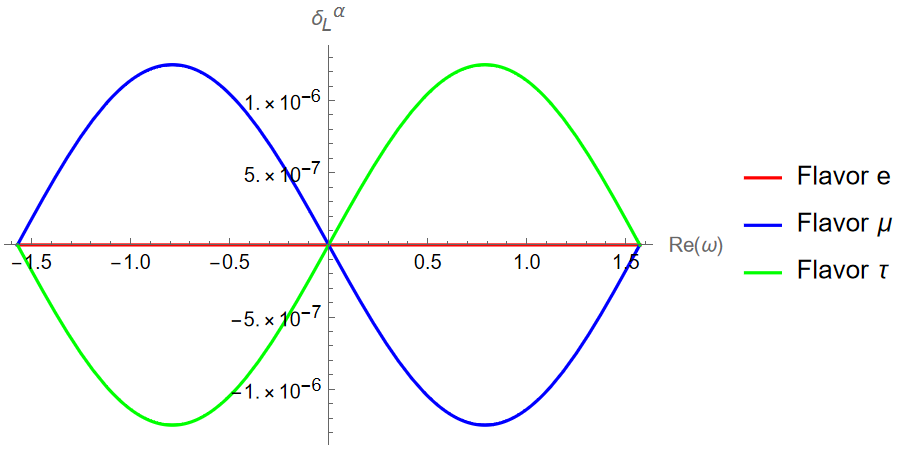 δ_L^α
1.×10^-6
5.×10^-7
-1.5 -1.0 -0.5 0.5 1.0 1.5 Re(ω)
-5.×10^-7
-1.×10^-6
Flavor e
Flavor μ
Flavor τ